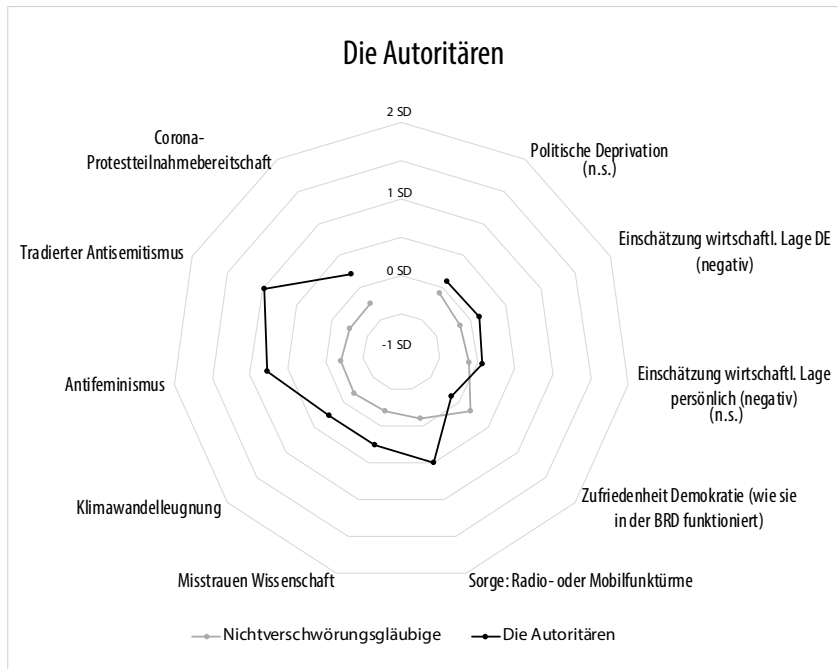 Die Autoritären
2 SD
Corona-
Protestteilnahmebereitschaft
Politische Deprivation
(n.s.)
1 SD
Tradierter Antisemitismus
Einschätzung wirtschaftl. Lage DE
(negativ)
0 SD
-1 SD
Antifeminismus
Einschätzung wirtschaftl. Lage
persönlich (negativ)
(n.s.)
Klimawandelleugnung
Zufriedenheit Demokratie (wie sie
in der BRD funktioniert)
Misstrauen Wissenschaft
Sorge: Radio- oder Mobilfunktürme
Nichtverschwörungsgläubige
Die Autoritären